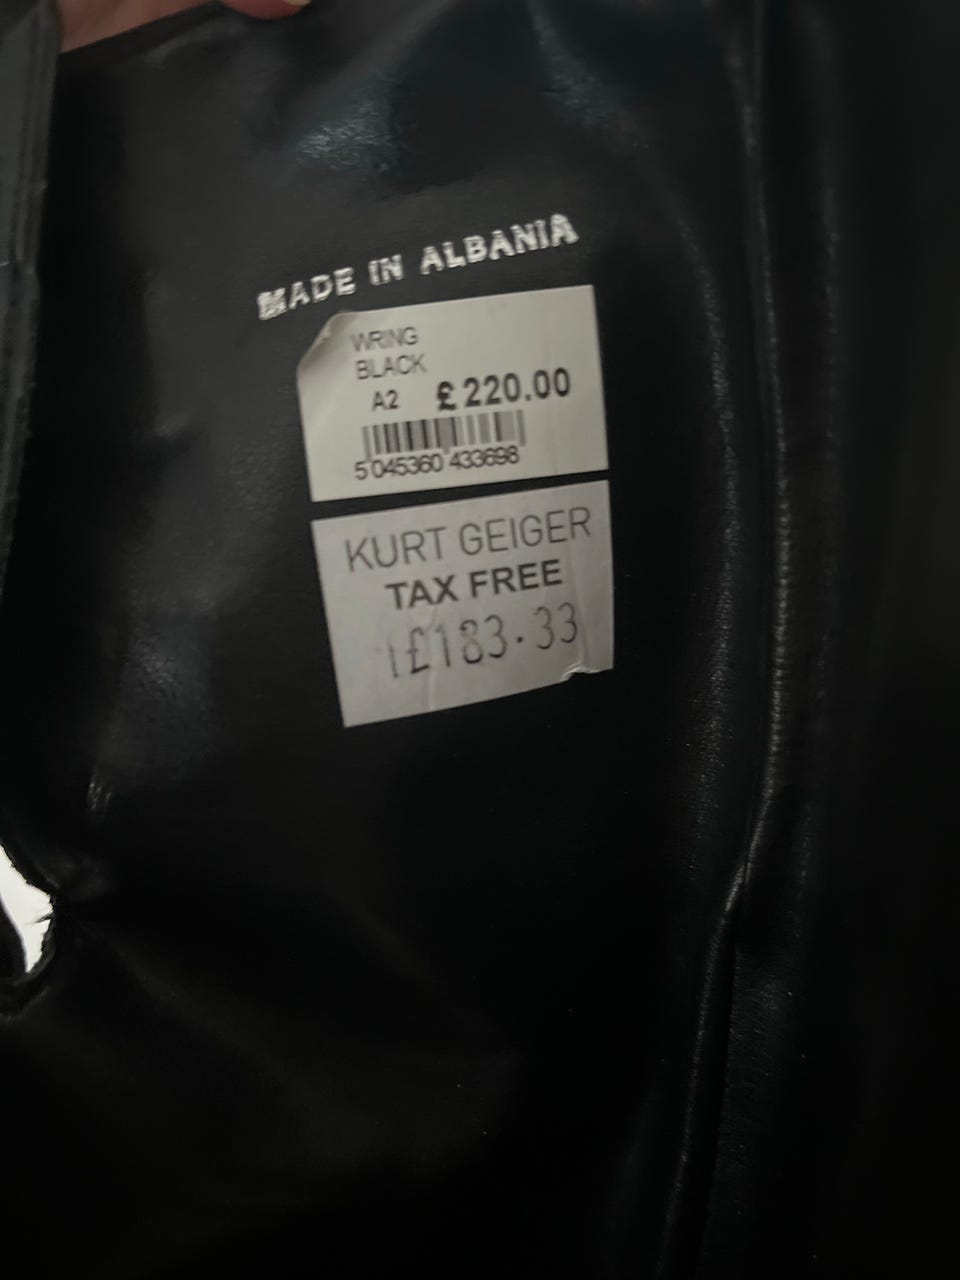 MADE IN ALBANIA
WRING
BLACK
A2 £220.00
5 045360 433698
KURT GEIGER
TAX FREE
£183.33